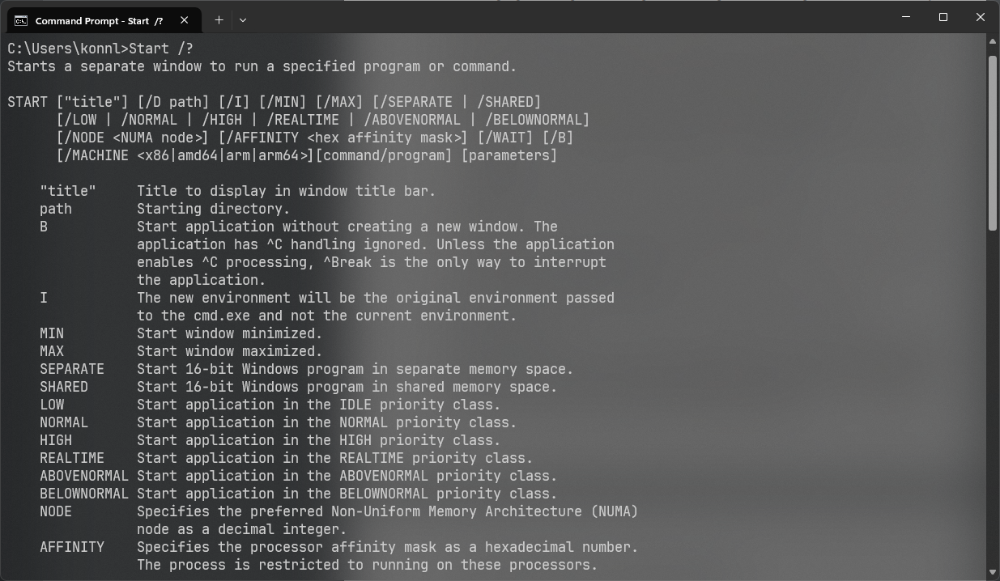 Command Prompt - Start /?
C:\Users\konnl>Start /?
Starts a separate window to run a specified program or command.
START ["title"] [/D path] [/I] [/MIN] [/MAX] [/SEPARATE | /SHARED]
[/LOW | /NORMAL | /HIGH | /REALTIME | /ABOVENORMAL | /BELOWNORMAL]
[/NODE <NUMA node>] [/AFFINITY <hex affinity mask>] [/WAIT] [/B]
[/MACHINE <x86|amd64|arm|arm64>][command/program] [parameters]
"title" Title to display in window title bar.
path Starting directory.
B Start application without creating a new window. The
application has ^C handling ignored. Unless the application
enables ^C processing, ^Break is the only way to interrupt
the application.
I The new environment will be the original environment passed
to the cmd.exe and not the current environment.
MIN Start window minimized.
MAX Start window maximized.
SEPARATE Start 16-bit Windows program in separate memory space.
SHARED Start 16-bit Windows program in shared memory space.
LOW Start application in the IDLE priority class.
NORMAL Start application in the NORMAL priority class.
HIGH Start application in the HIGH priority class.
REALTIME Start application in the REALTIME priority class.
ABOVENORMAL Start application in the ABOVENORMAL priority class.
BELOWNORMAL Start application in the BELOWNORMAL priority class.
NODE Specifies the preferred Non-Uniform Memory Architecture (NUMA)
node as a decimal integer.
AFFINITY Specifies the processor affinity mask as a hexadecimal number.
The process is restricted to running on these processors.